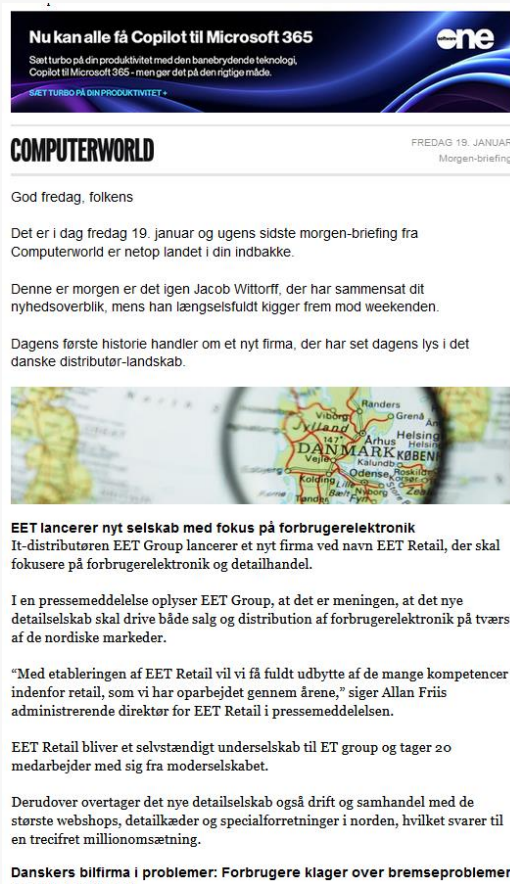 Nu kan alle få Copilot til Microsoft 365
software
one
Sæt turbo på din produktivitet med den banebrydende teknologi,
Copilot til Microsoft 365 - men gør det på den rigtige måde.
SÆT TURBO PÅ DIN PRODUKTIVITET
COMPUTERWORLD
FREDAG 19. JANUAR
Morgen-briefing
God fredag, folkens
Det er i dag fredag 19. januar og ugens sidste morgen-briefing fra
Computerworld er netop landet i din indbakke.
Denne er morgen er det igen Jacob Wittorff, der har sammensat dit
nyhedsoverblik, mens han længselsfuldt kigger frem mod weekenden.
Dagens første historie handler om et nyt firma, der har set dagens lys i det
danske distributør-landskab.
Randers
Viborg
Grenå
Jylland
147
Århus
Helsing
DANMARK
KØBENH
Vejle
Kalundb
Kolding
Odense
Roskild
Korsør
Lille
Bælt
Nyborg
Fyn
Tønder
EET lancerer nyt selskab med fokus på forbrugerelektronik
It-distributøren EET Group lancerer et nyt firma ved navn EET Retail, der skal
fokusere på forbrugerelektronik og detailhandel.
I en pressemeddelelse oplyser EET Group, at det er meningen, at det nye
detailselskab skal drive både salg og distribution af forbrugerelektronik på tværs
af de nordiske markeder.
“Med etableringen af EET Retail vil vi få fuldt udbytte af de mange kompetencer
indenfor retail, som vi har oparbejdet gennem årene,” siger Allan Friis
administrerende direktør for EET Retail i pressemeddelelsen.
EET Retail bliver et selvstændigt underselskab til ET group og tager 20
medarbejder med sig fra moderselskabet.
Derudover overtager det nye detailselskab også drift og samhandel med de
største webshops, detailkæder og specialforretninger i norden, hvilket svarer til
en trecifret millionomsætning.
Danskers bilfirma i problemer: Forbrugere klager over bremseproblemer